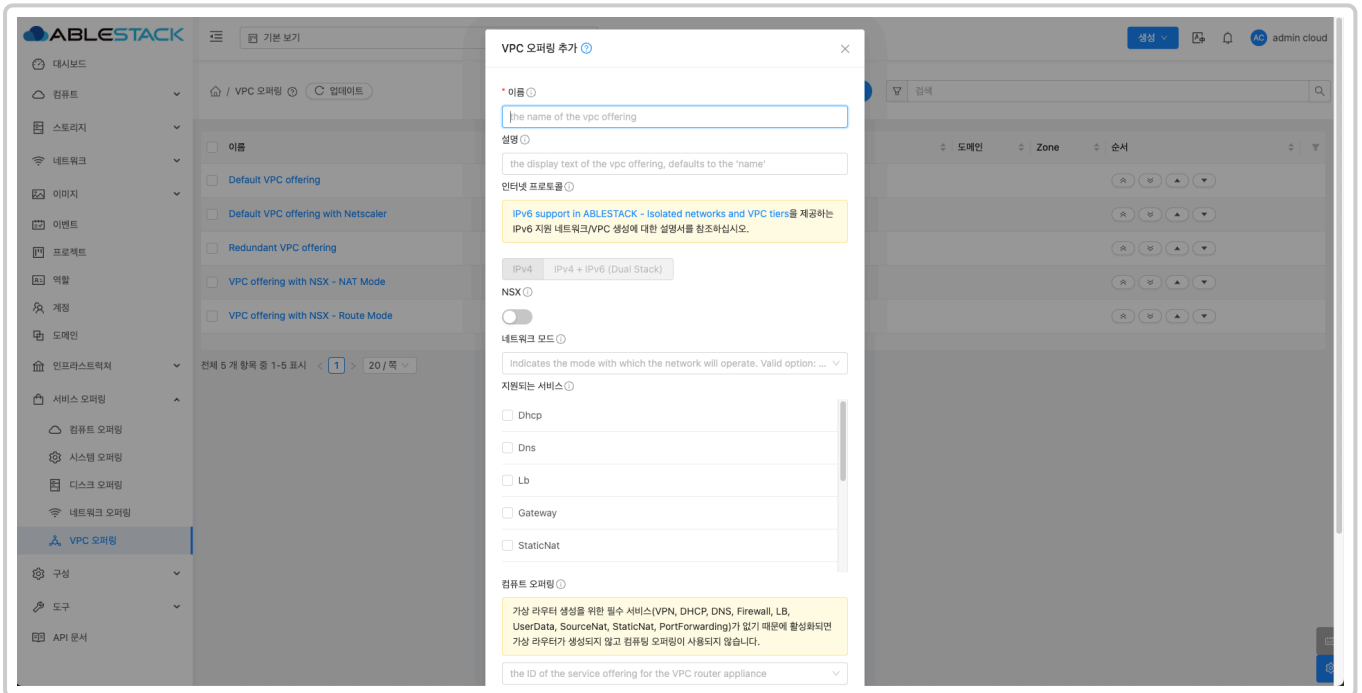 ABLESTACK
기본 보기
생성
AC
admin cloud
대시보드
컴퓨트
스토리지
네트워크
이미지
이벤트
프로젝트
역할
계정
도메인
인프라스트럭쳐
서비스 오퍼링
컴퓨트 오퍼링
시스템 오퍼링
디스크 오퍼링
네트워크 오퍼링
VPC 오퍼링
구성
도구
API 문서
/ VPC 오퍼링
업데이트
검색
이름
도메인
Zone
순서
Default VPC offering
Default VPC offering with Netscaler
Redundant VPC offering
VPC offering with NSX - NAT Mode
VPC offering with NSX - Route Mode
전체 5 개 항목 중 1-5 표시 < 1 > 20 / 쪽
VPC 오퍼링 추가
* 이름
the name of the vpc offering
설명
the display text of the vpc offering, defaults to the 'name'
인터넷 프로토콜
IPv6 support in ABLESTACK - Isolated networks and VPC tiers을 제공하는
IPv6 지원 네트워크/VPC 생성에 대한 설명서를 참조하십시오.
IPv4
IPv4 + IPv6 (Dual Stack)
NSX
네트워크 모드
Indicates the mode with which the network will operate. Valid option: ...
지원되는 서비스
Dhcp
Dns
Lb
Gateway
StaticNat
컴퓨트 오퍼링
가상 라우터 생성을 위한 필수 서비스(VPN, DHCP, DNS, Firewall, LB,
UserData, SourceNat, StaticNat, PortForwarding)가 없기 때문에 활성화되면
가상 라우터가 생성되지 않고 컴퓨팅 오퍼링이 사용되지 않습니다.
the ID of the service offering for the VPC router appliance